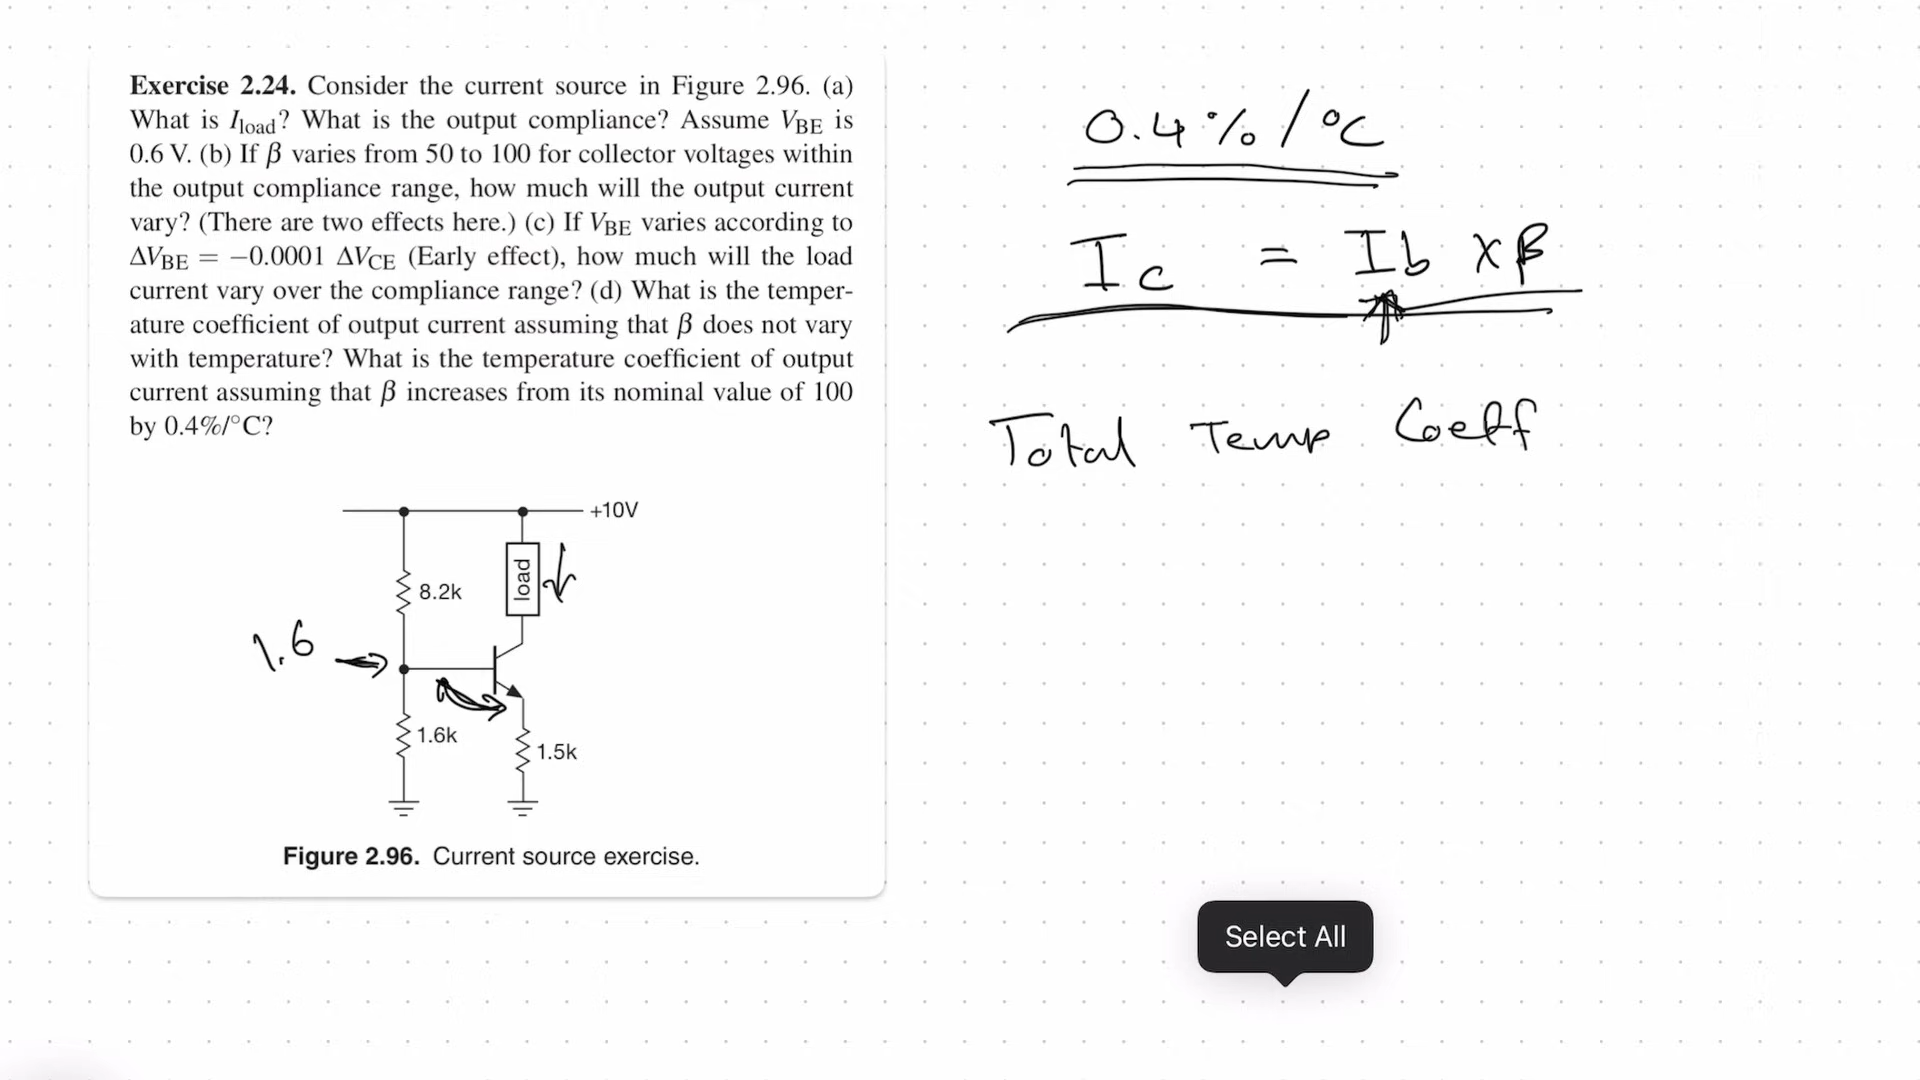 Exercise 2.24. Consider the current source in Figure 2.96. (a)
What is Iload? What is the output compliance? Assume VBE is
0.6 V. (b) If β varies from 50 to 100 for collector voltages within
the output compliance range, how much will the output current
vary? (There are two effects here.) (c) If VBE varies according to
ΔVBE = −0.0001 ΔVCE (Early effect), how much will the load
current vary over the compliance range? (d) What is the temper-
ature coefficient of output current assuming that β does not vary
with temperature? What is the temperature coefficient of output
current assuming that β increases from its nominal value of 100
by 0.4%/°C?
+10V
load
8.2k
1.6
1.6k
1.5k
Figure 2.96. Current source exercise.
0.4%/°C
Ic = Ib × β
Total Temp Coeff
Select All